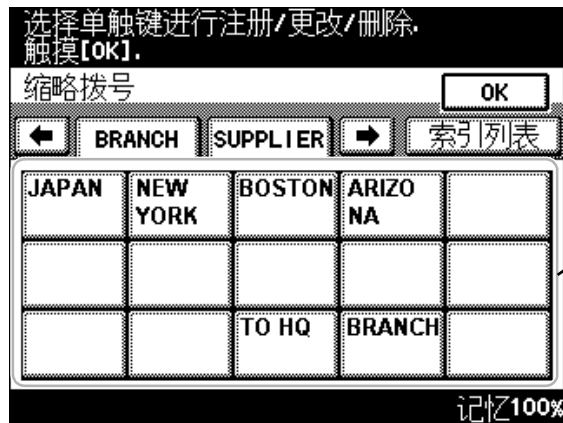 选择单触键进行注册/更改/删除.
触摸[OK].
缩略拨号
OK
BRANCH SUPPLIER 索引列表
JAPAN NEW YORK BOSTON ARIZONA
TO HQ BRANCH
记忆100%